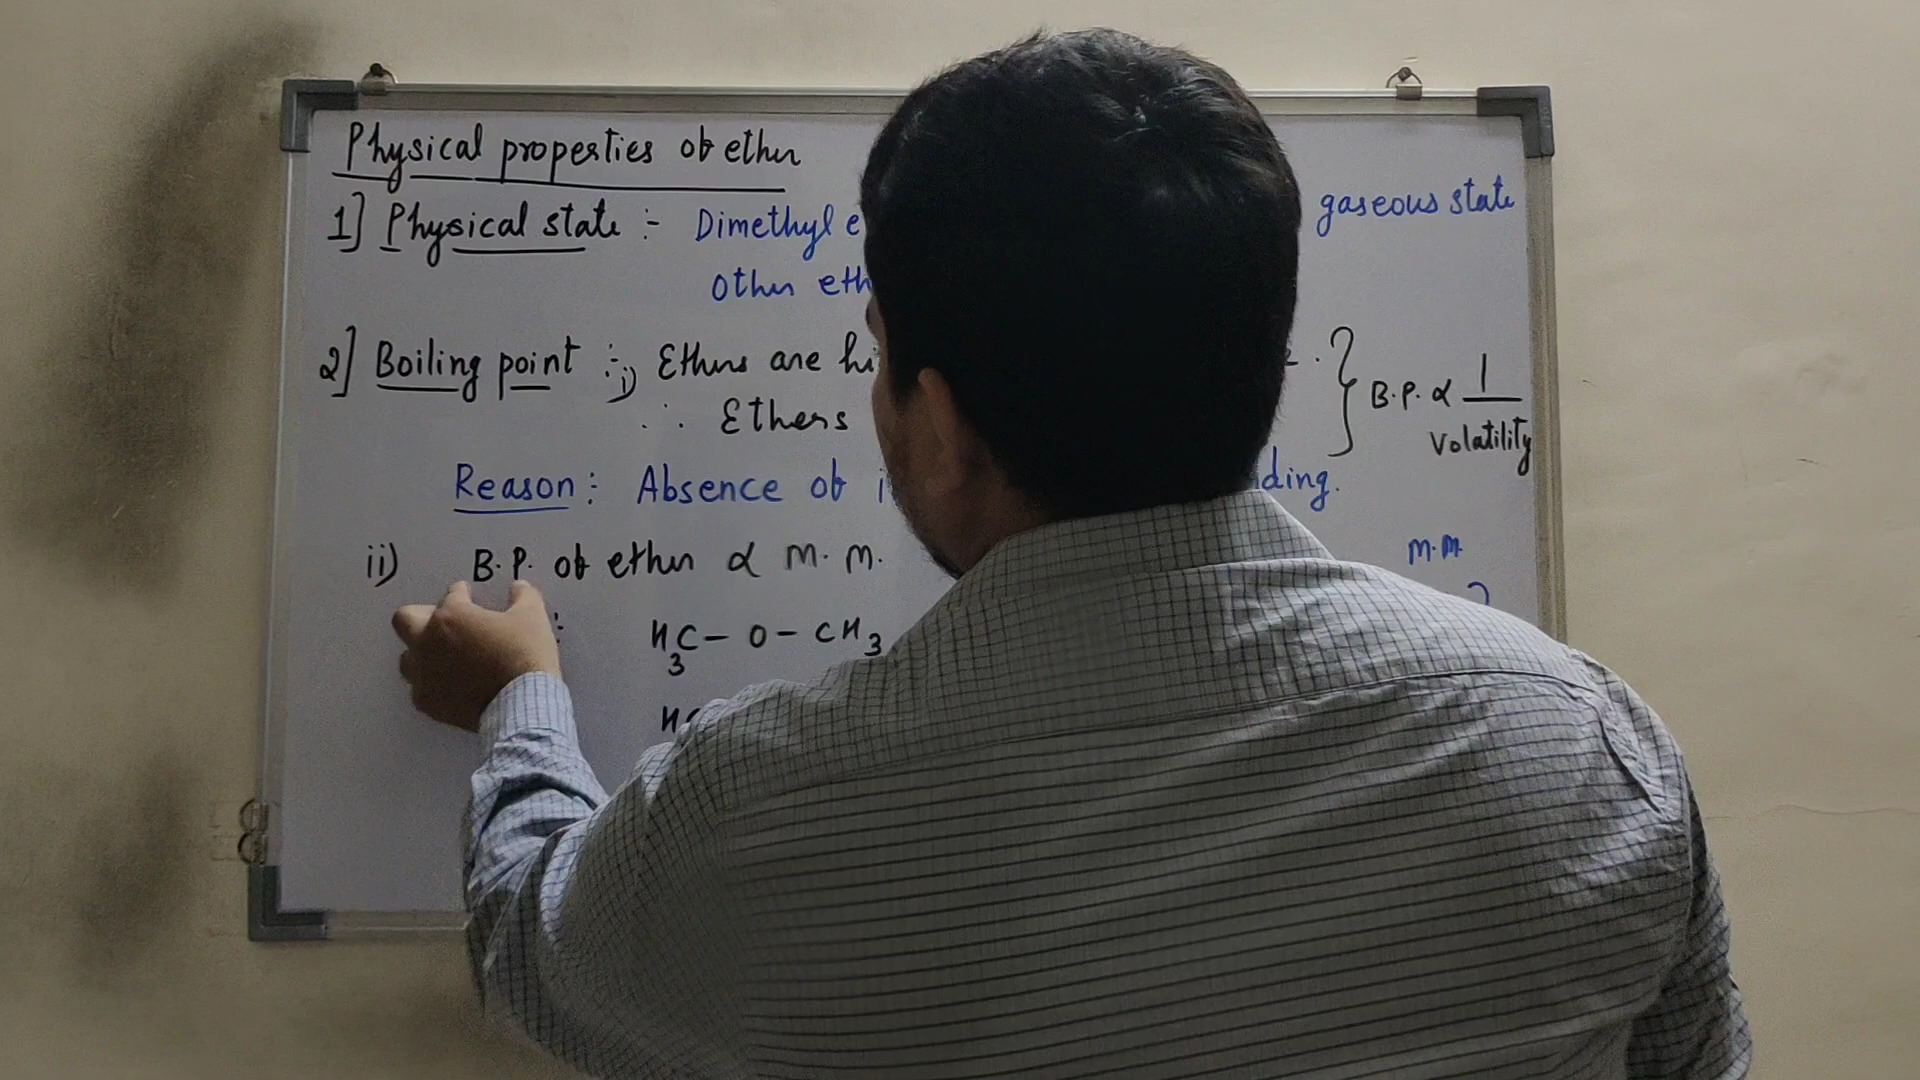 Physical properties of ether
1] Physical state :- Dimethyl e gaseous state
Other eth
2] Boiling point :- i) Ethers are hi
∴ Ethers
} B.P. α 1/Volatility
Reason : Absence of i ding.
ii) B.P. of ether α M.M.
M.M.
H3C - O - CH3